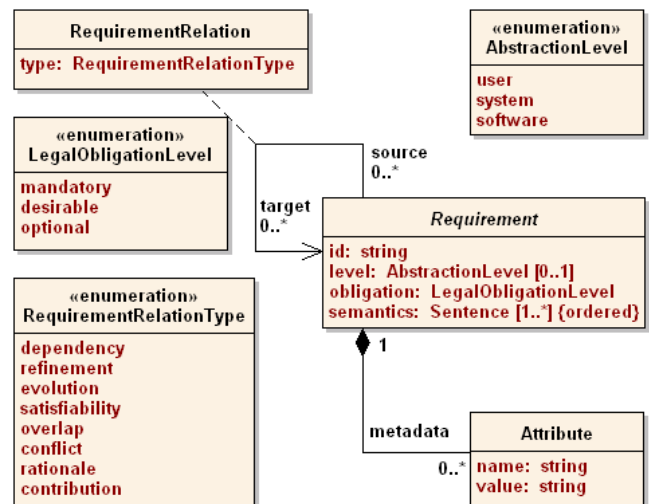 RequirementRelation
type: RequirementRelationType
«enumeration»
AbstractionLevel
user
system
software
«enumeration»
LegalObligationLevel
mandatory
desirable
optional
source
0..*
target
0..*
Requirement
id: string
level: AbstractionLevel [0..1]
obligation: LegalObligationLevel
semantics: Sentence [1..*] {ordered}
«enumeration»
RequirementRelationType
dependency
refinement
evolution
satisfiability
overlap
conflict
rationale
contribution
1
metadata
0..*
Attribute
name: string
value: string